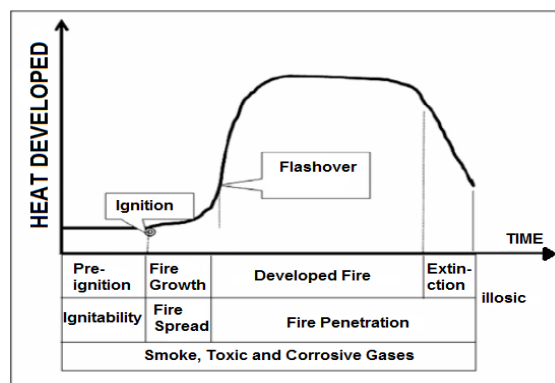 HEAT DEVELOPED
Flashover
Ignition
TIME
Pre-
ignition
Fire
Growth
Developed Fire
Extin-
ction
illosic
Ignitability
Fire
Spread
Fire Penetration
Smoke, Toxic and Corrosive Gases